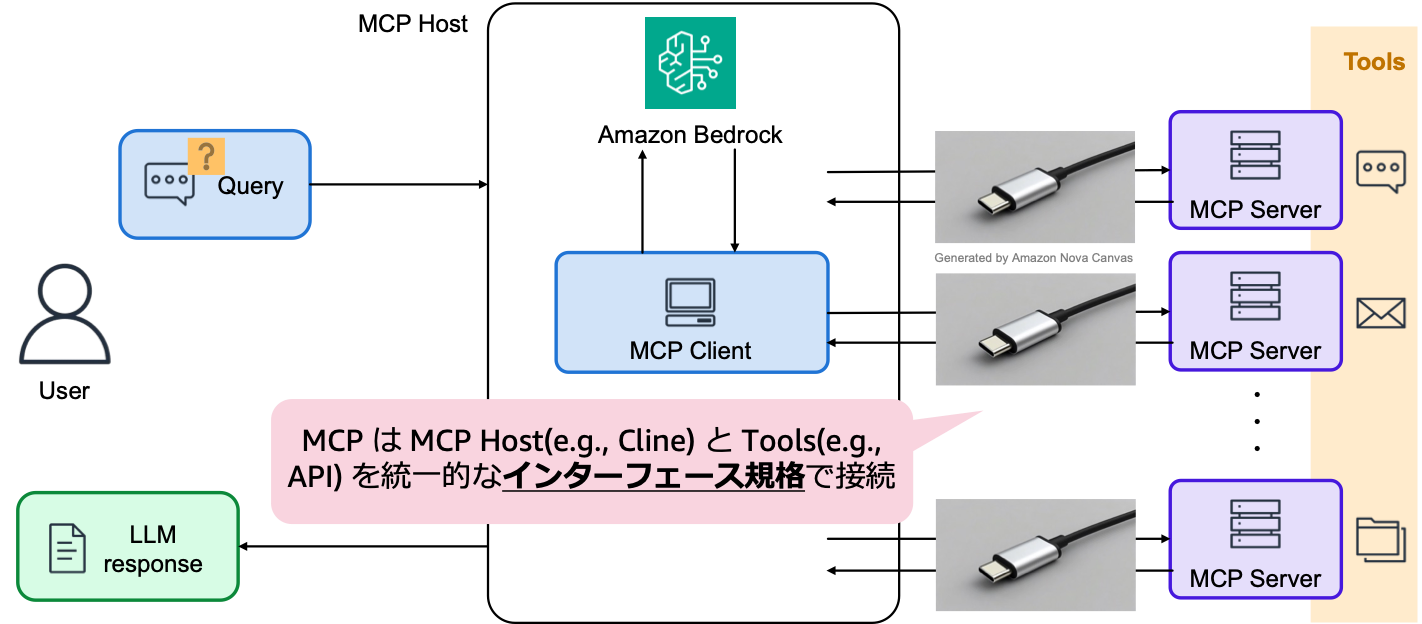 MCP Host
Tools
Amazon Bedrock
?
Query
MCP Server
Generated by Amazon Nova Canvas
MCP Client
MCP Server
User
MCP は MCP Host(e.g., Cline) と Tools(e.g.,
API) を統一的なインターフェース規格で接続
LLM
response
MCP Server